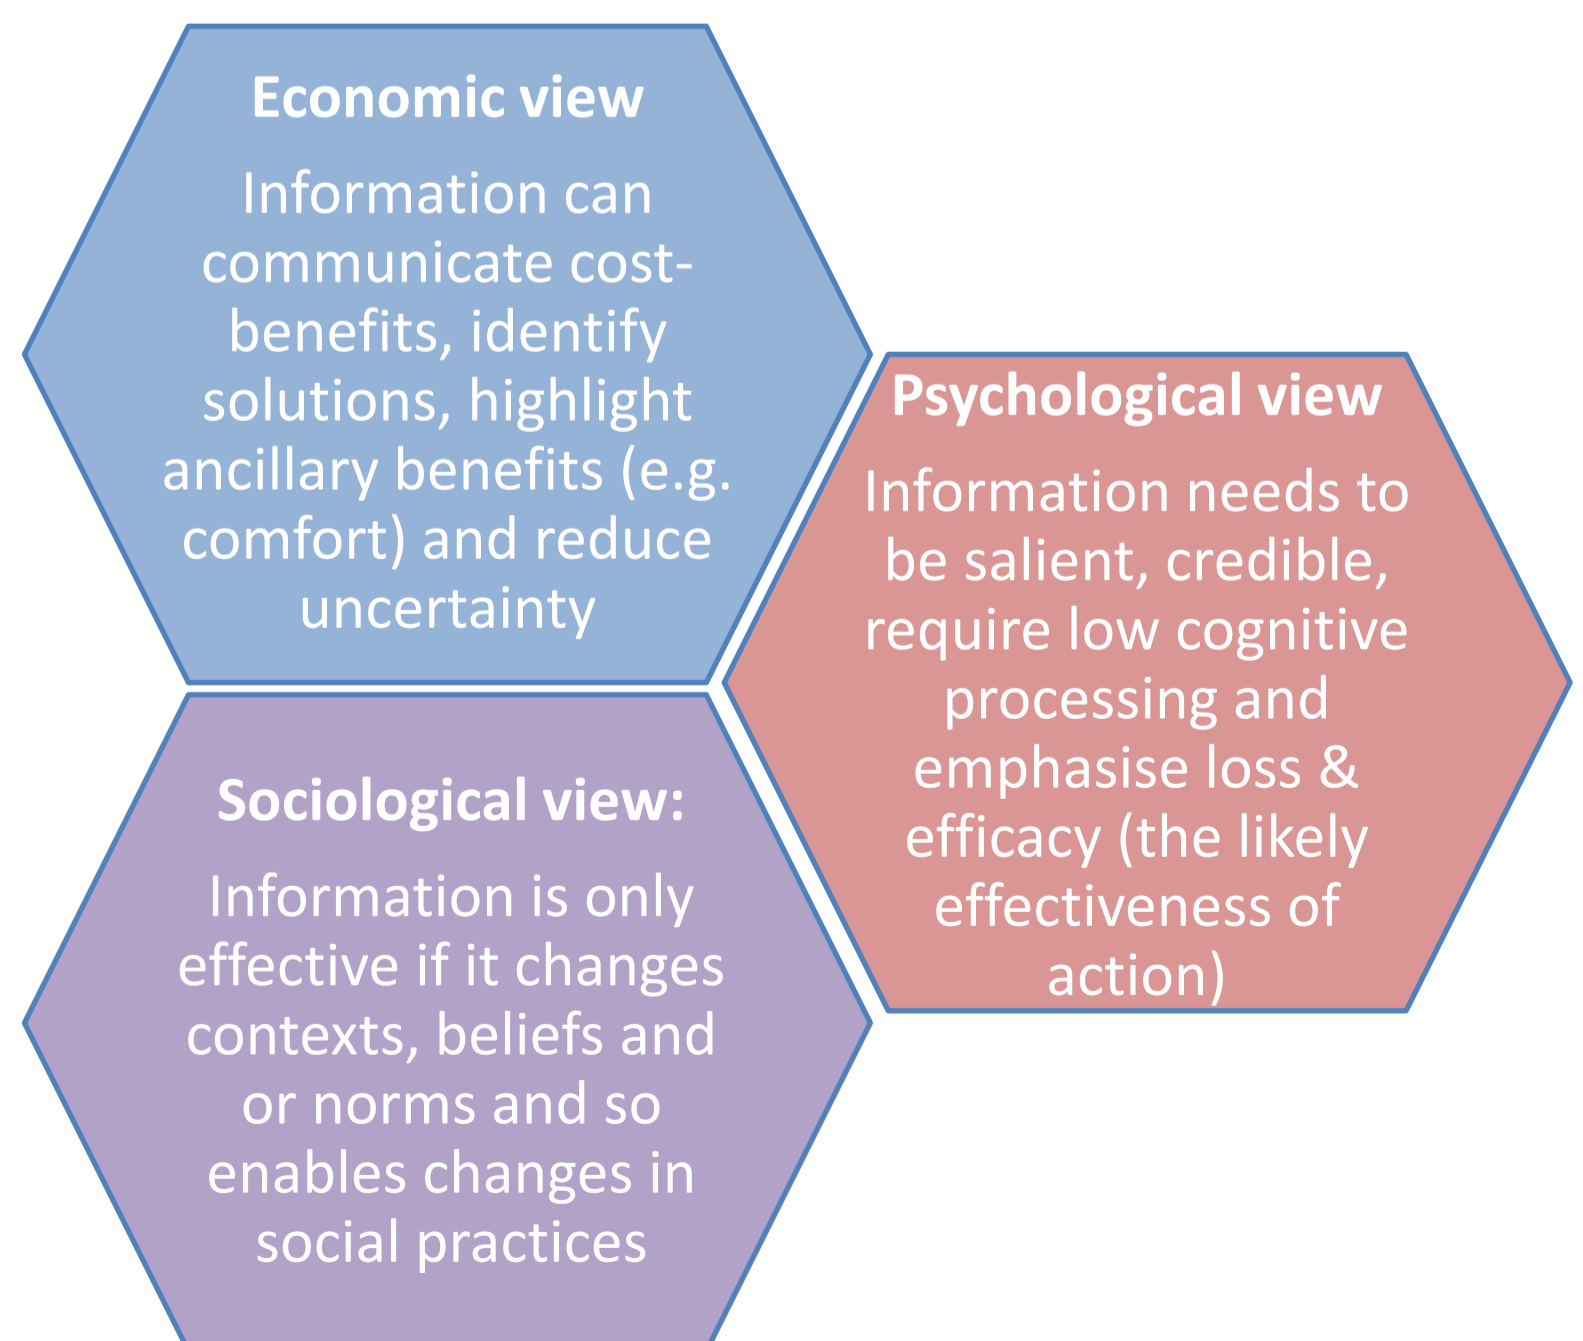 Economic view
Information can
communicate cost-
benefits, identify
solutions, highlight
ancillary benefits (e.g.
comfort) and reduce
uncertainty
Psychological view
Information needs to
be salient, credible,
require low cognitive
processing and
emphasise loss &
efficacy (the likely
effectiveness of
action)
Sociological view:
Information is only
effective if it changes
contexts, beliefs and
or norms and so
enables changes in
social practices